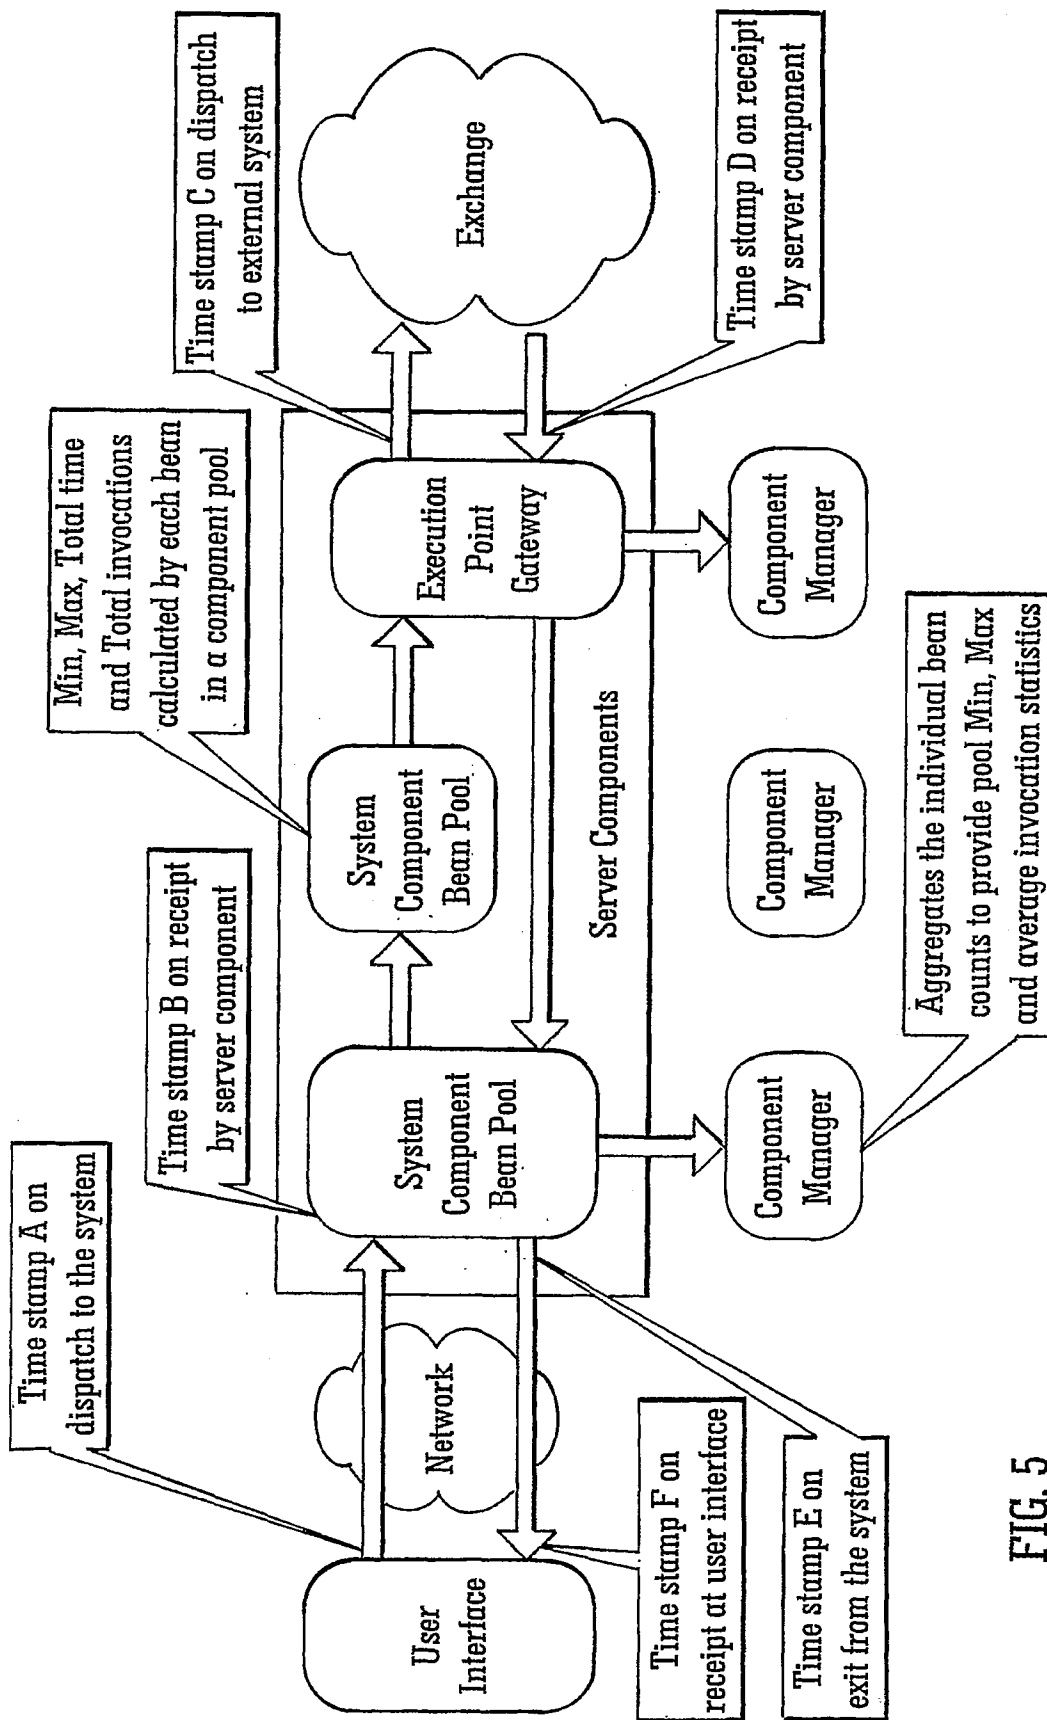 Time stamp A on
dispatch to the system
Time stamp B on receipt
by server component
Min, Max, Total time
and Total invocations
calculated by each bean
in a component pool
Time stamp C on dispatch
to external system
User
Interface
Network
System
Component
Bean Pool
System
Component
Bean Pool
Execution
Point
Gateway
Exchange
Server Components
Time stamp F on
receipt at user interface
Time stamp E on
exit from the system
Component
Manager
Component
Manager
Component
Manager
Time stamp D on receipt
by server component
Aggregates the individual bean
counts to provide pool Min, Max
and average invocation statistics
FIG. 5